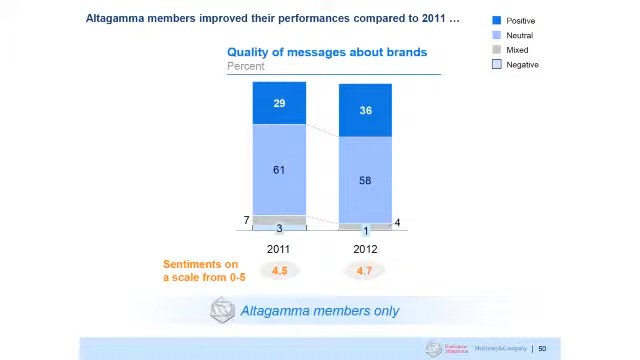 Altagamma members improved their performances compared to 2011 …
Positive
Neutral
Mixed
Negative
Quality of messages about brands
Percent
29
36
61
58
7
4
3
1
2011
2012
Sentiments on
a scale from 0-5
4.5
4.7
Altagamma members only
McKinsey&Company | 50